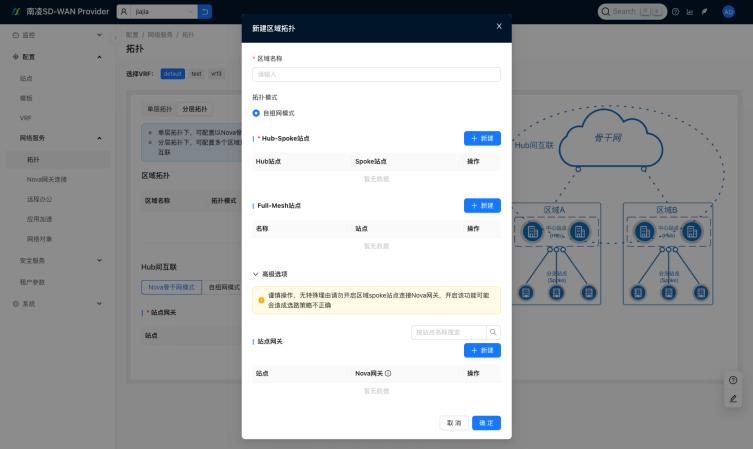 南凌SD-WAN Provider
jiajia
Search
AD
监控
配置
站点
模板
VRF
网络服务
拓扑
Nova网关连接
远程办公
应用加速
网络对象
安全服务
租户参数
系统
配置 / 网络服务 / 拓扑
拓扑
选择VRF：
default
test
vrf3
单层拓扑
分层拓扑
单层拓扑下，可配置以Nova骨
分层拓扑下，可配置多个区域
互联
区域拓扑
区域名称
拓扑模式
Hub间互联
Nova骨干网模式
自组网模式
* 站点网关
站点
新建区域拓扑
X
* 区域名称
请输入
拓扑模式
自组网模式
* Hub-Spoke站点
+ 新建
Hub站点
Spoke站点
操作
暂无数据
Full-Mesh站点
+ 新建
名称
站点
操作
暂无数据
高级选项
谨慎操作，无特殊理由请勿开启区域spoke站点连接Nova网关，开启该功能可能
会造成选路策略不正确
站点网关
按站点名称搜索
+ 新建
站点
Nova网关
操作
暂无数据
取 消
确 定
骨干网
Hub间互联
区域A
区域B
中心站点
(Hub)
中心站点
(Hub)
分支站点
(Spoke)
分支站点
(Spoke)